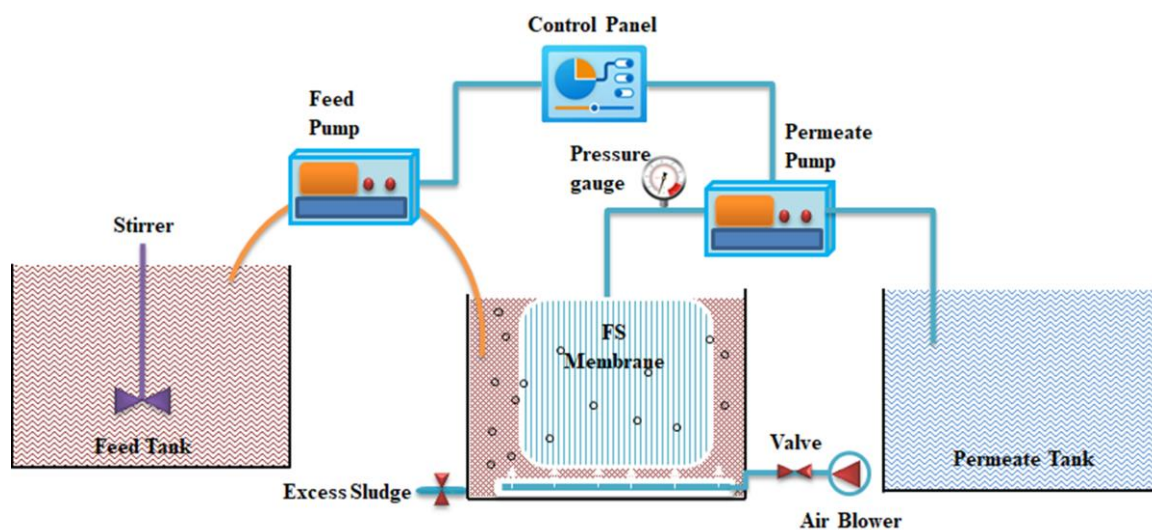 Control Panel
Feed
Pump
Permeate
Pump
Pressure
gauge
Stirrer
FS
Membrane
Feed Tank
Valve
Permeate Tank
Excess Sludge
Air Blower